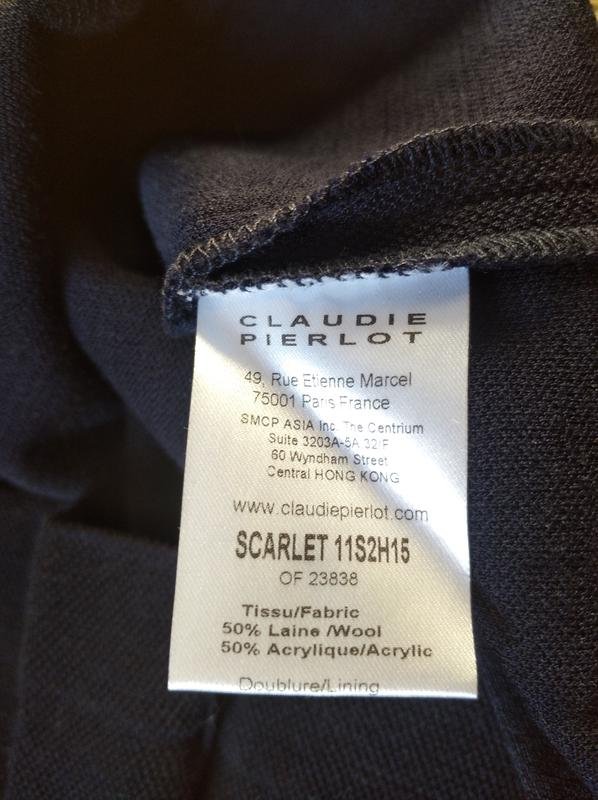 CLAUDIE
PIERLOT
49, Rue Etienne Marcel
75001 Paris France
SMCP ASIA Inc. The Centrium
Suite 3203A-5A 32/F
60 Wyndham Street
Central HONG KONG
www.claudiepierlot.com
SCARLET 11S2H15
OF 23838
Tissu/Fabric
50% Laine /Wool
50% Acrylique/Acrylic
Doublure/Lining